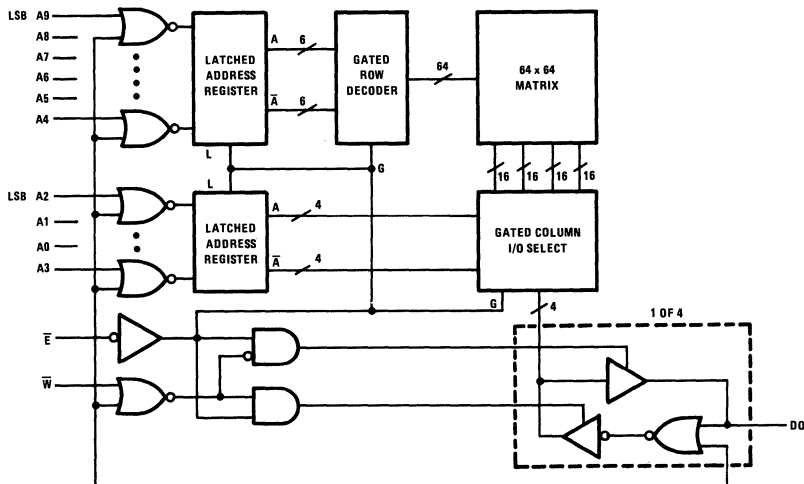 LSB A9
A8
A7
A6
A5
A4
LATCHED
ADDRESS
REGISTER
A 6
A̅ 6
GATED
ROW
DECODER
64
64 x 64
MATRIX
L
L
G
16 16 16 16
LSB A2
A1
A0
A3
LATCHED
ADDRESS
REGISTER
A 4
A̅ 4
GATED COLUMN
I/O SELECT
G
4
1 OF 4
E̅
W̅
DQ